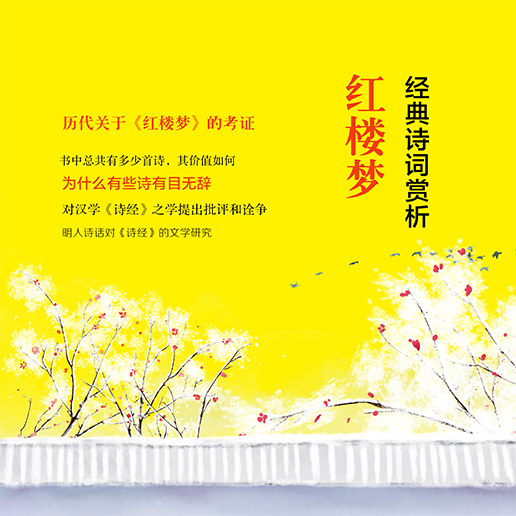 红楼梦
经典诗词赏析
历代关于《红楼梦》的考证
书中总共有多少首诗，其价值如何
为什么有些诗有目无辞
对汉学《诗经》之学提出批评和诠争
明人诗话对《诗经》的文学研究